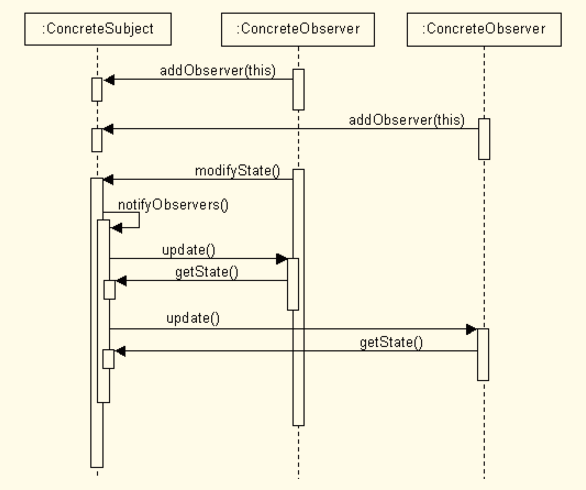 :ConcreteSubject
:ConcreteObserver
:ConcreteObserver
addObserver(this)
addObserver(this)
modifyState()
notifyObservers()
update()
getState()
update()
getState()